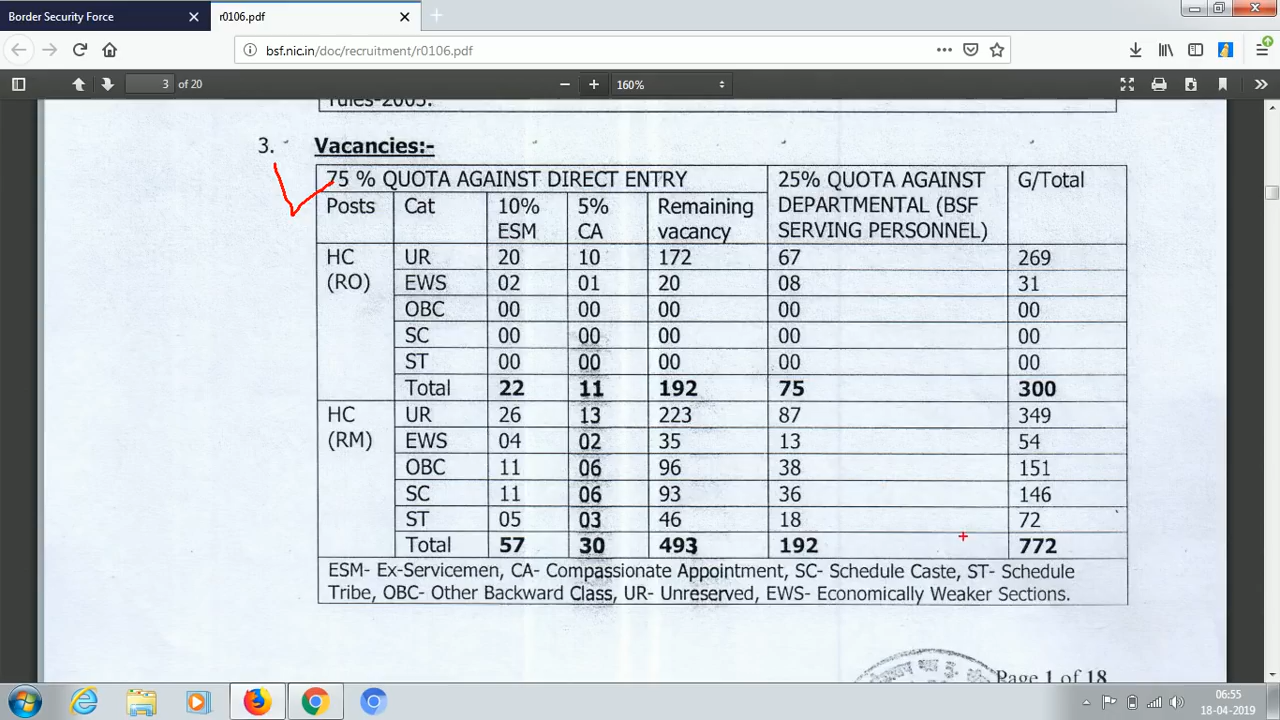 Border Security Force
r0106.pdf
bsf.nic.in/doc/recruitment/r0106.pdf
3 of 20
160%
rules-2005.
3. Vacancies:-
75 % QUOTA AGAINST DIRECT ENTRY 25% QUOTA AGAINST DEPARTMENTAL (BSF SERVING PERSONNEL) G/Total
Posts Cat 10% ESM 5% CA Remaining vacancy
HC (RO) UR 20 10 172 67 269
EWS 02 01 20 08 31
OBC 00 00 00 00 00
SC 00 00 00 00 00
ST 00 00 00 00 00
Total 22 11 192 75 300
HC (RM) UR 26 13 223 87 349
EWS 04 02 35 13 54
OBC 11 06 96 38 151
SC 11 06 93 36 146
ST 05 03 46 18 72
Total 57 30 493 192 772
ESM- Ex-Servicemen, CA- Compassionate Appointment, SC- Schedule Caste, ST- Schedule
Tribe, OBC- Other Backward Class, UR- Unreserved, EWS- Economically Weaker Sections.
Page 1 of 18
06:55
18-04-2019